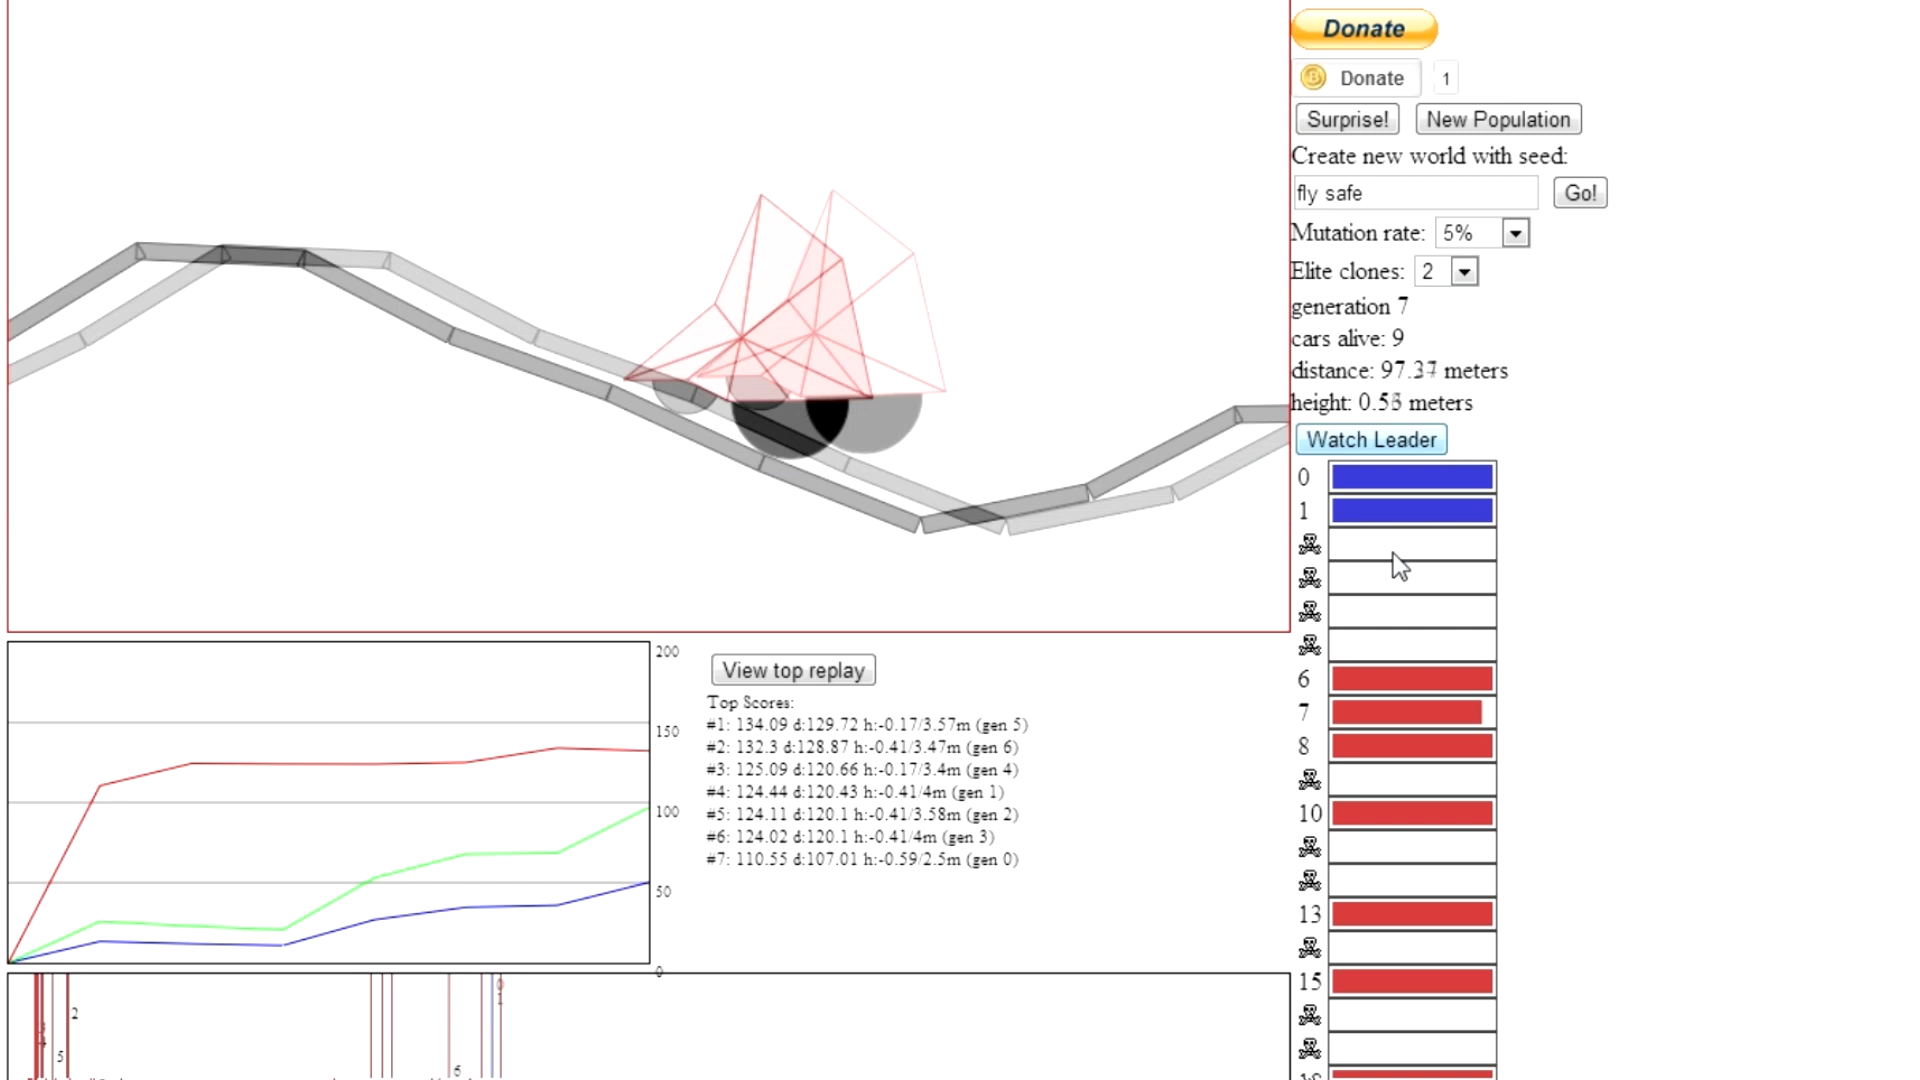 Donate
Donate 1
Surprise! New Population
Create new world with seed:
fly safe Go!
Mutation rate: 5%
Elite clones: 2
generation 7
cars alive: 9
distance: meters
height: meters
Watch Leader
0
1
6
7
8
10
13
15
200
150
100
50
0
View top replay
Top Scores:
#1: 134.09 d:129.72 h:-0.17/3.57m (gen 5)
#2: 132.3 d:128.87 h:-0.41/3.47m (gen 6)
#3: 125.09 d:120.66 h:-0.17/3.4m (gen 4)
#4: 124.44 d:120.43 h:-0.41/4m (gen 1)
#5: 124.11 d:120.1 h:-0.41/3.58m (gen 2)
#6: 124.02 d:120.1 h:-0.41/4m (gen 3)
#7: 110.55 d:107.01 h:-0.59/2.5m (gen 0)
0
1
2
5
6